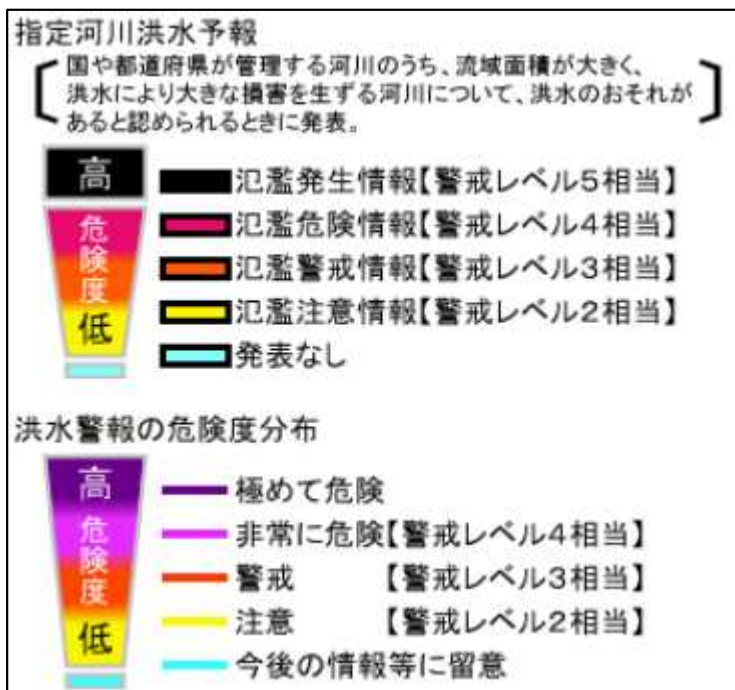 指定河川洪水予報
国や都道府県が管理する河川のうち、流域面積が大きく、
洪水により大きな損害を生ずる河川について、洪水のおそれが
あると認められるときに発表。
高
危険度
低
氾濫発生情報【警戒レベル5相当】
氾濫危険情報【警戒レベル4相当】
氾濫警戒情報【警戒レベル3相当】
氾濫注意情報【警戒レベル2相当】
発表なし
洪水警報の危険度分布
高
危険度
低
極めて危険
非常に危険【警戒レベル4相当】
警戒 【警戒レベル3相当】
注意 【警戒レベル2相当】
今後の情報等に留意